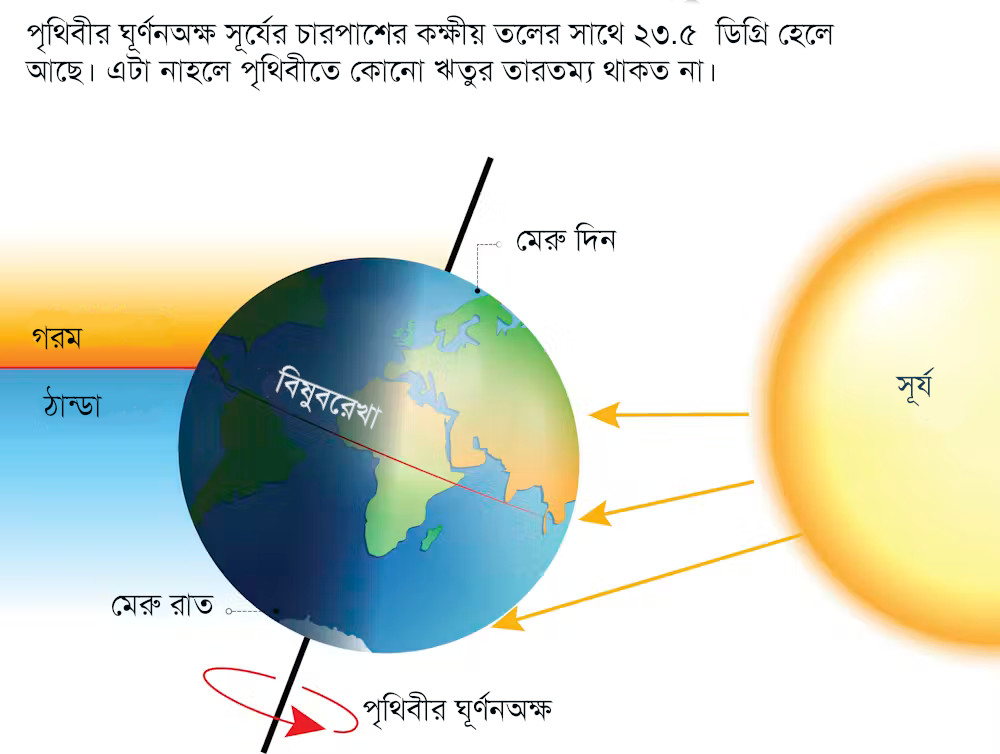 পৃথিবীর ঘূর্ণনঅক্ষ সূর্যের চারপাশের কক্ষীয় তলের সাথে ২৩.৫ ডিগ্রি হেলে
আছে। এটা নাহলে পৃথিবীতে কোনো ঋতুর তারতম্য থাকত না।
মেরু দিন
গরম
ঠান্ডা
বিষুবরেখা
সূর্য
মেরু রাত
পৃথিবীর ঘূর্ণনঅক্ষ